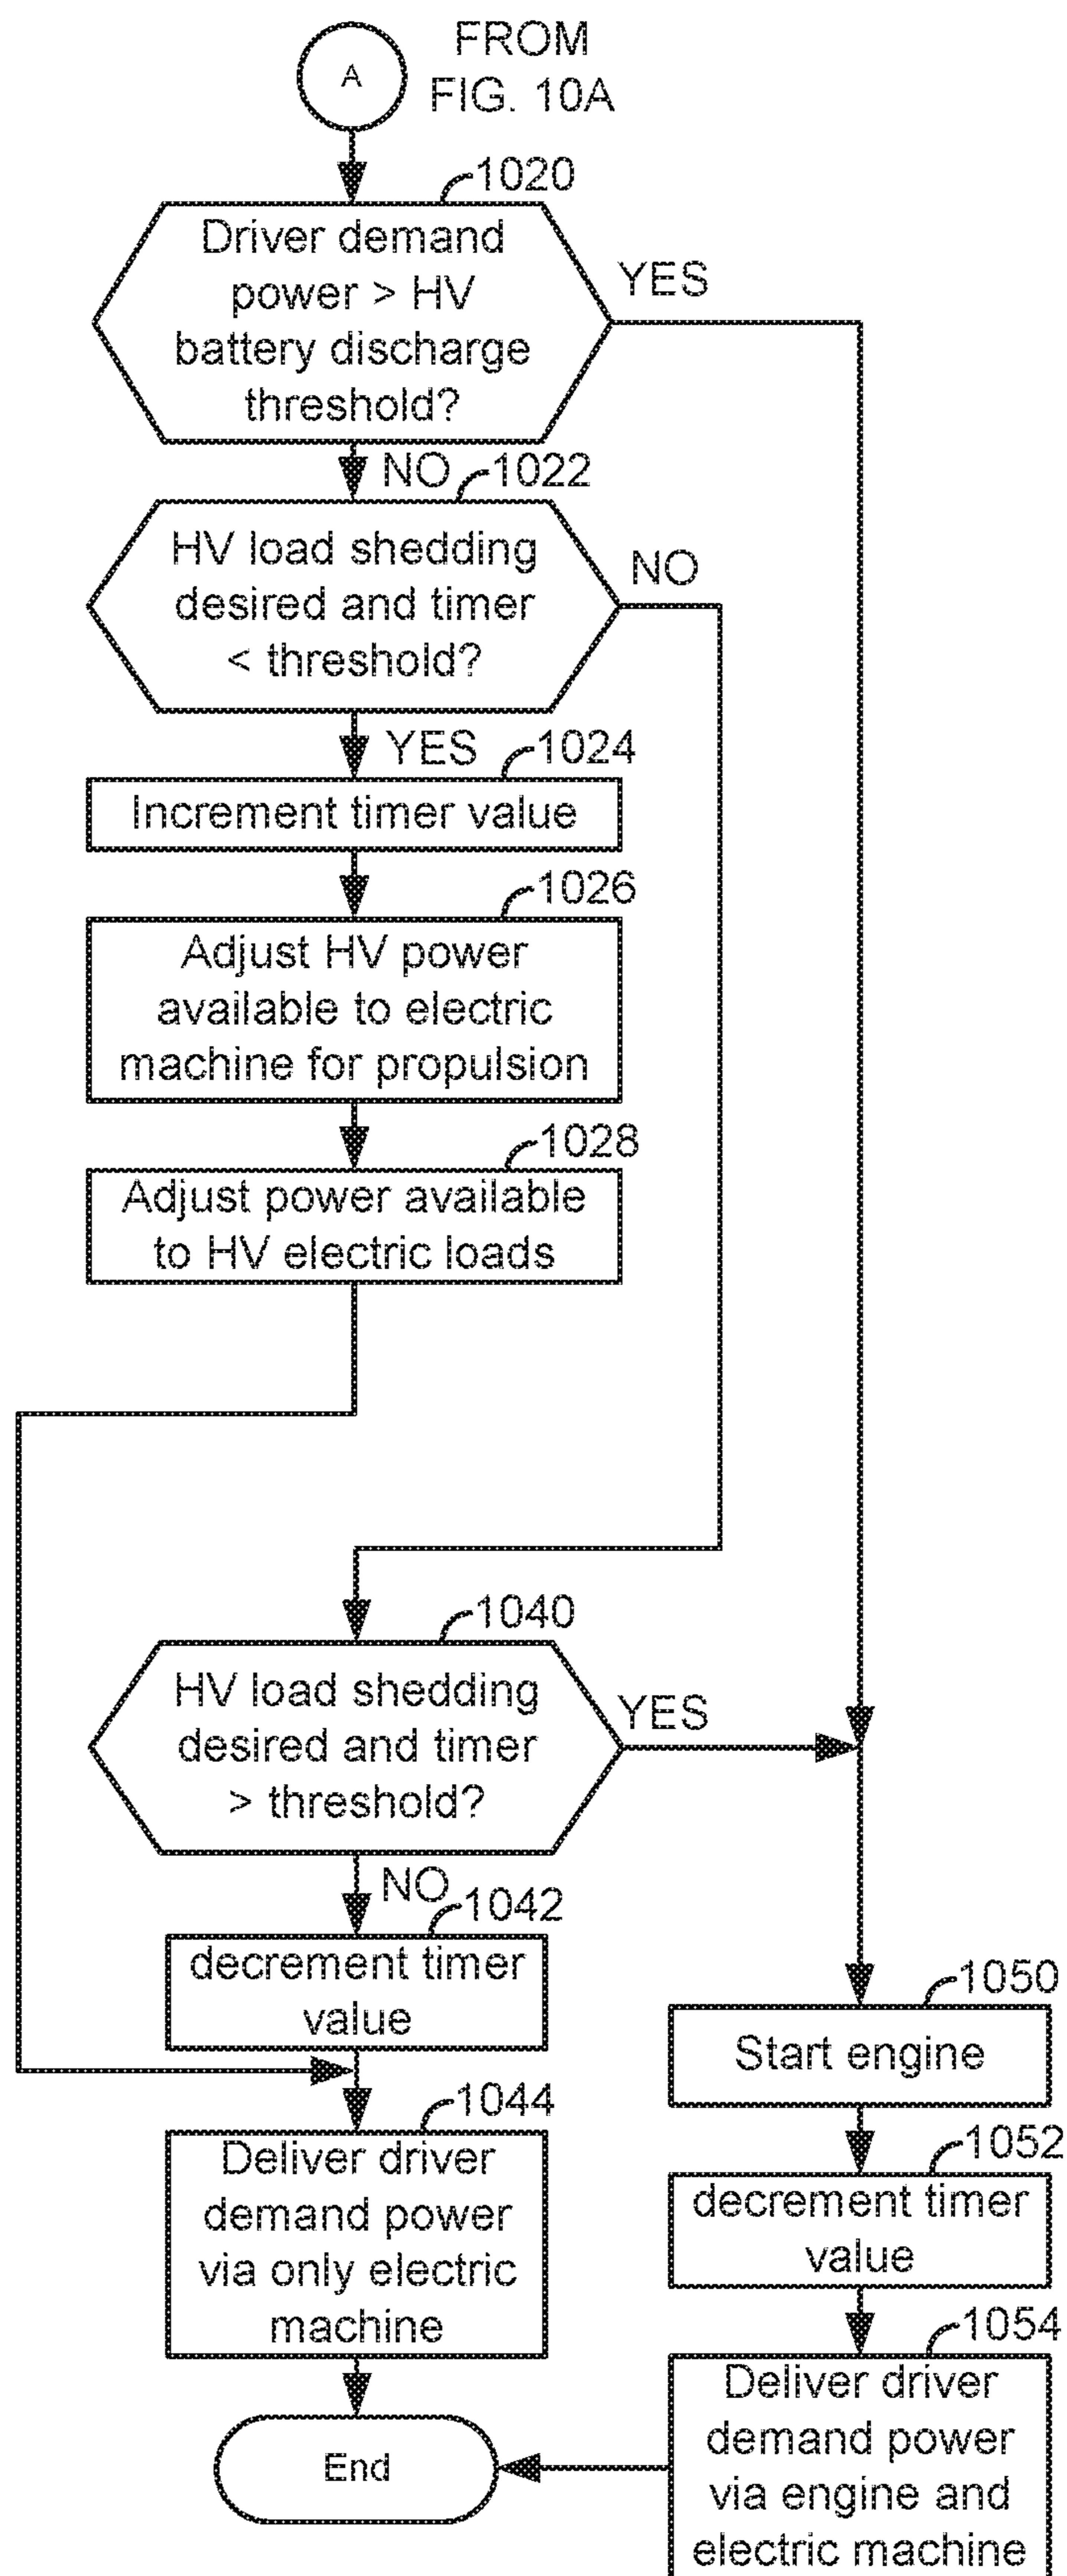 A
FROM
FIG. 10A
1020
Driver demand
power > HV
battery discharge
threshold?
YES
NO
1022
HV load shedding
desired and timer
< threshold?
NO
YES
1024
Increment timer value
1026
Adjust HV power
available to electric
machine for propulsion
1028
Adjust power available
to HV electric loads
1040
HV load shedding
desired and timer
> threshold?
YES
NO
1042
decrement timer
value
1050
Start engine
1044
Deliver driver
demand power
via only electric
machine
1052
decrement timer
value
1054
Deliver driver
demand power
via engine and
electric machine
End